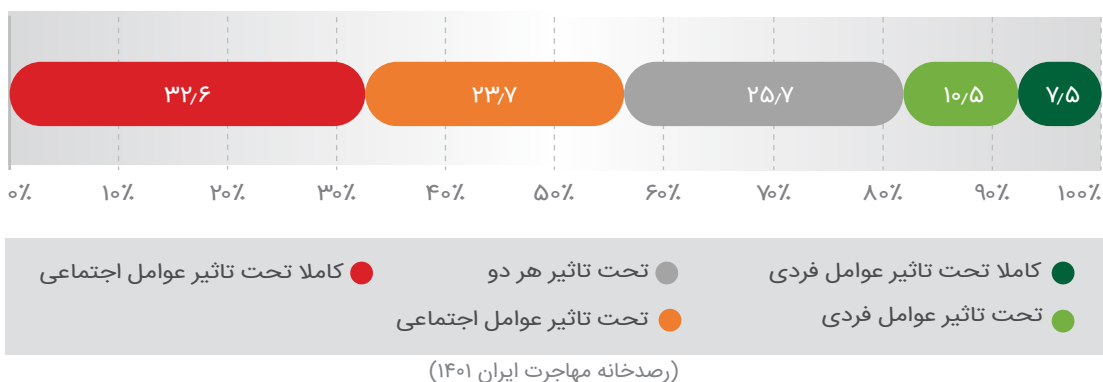 ۳۲٫۶ ۲۳٫۷ ۲۵٫۷ ۱۰٫۵ ۷٫۵
۰٪ ۱۰٪ ۲۰٪ ۳۰٪ ۴۰٪ ۵۰٪ ۶۰٪ ۷۰٪ ۸۰٪ ۹۰٪ ۱۰۰٪
کاملا تحت تاثیر عوامل فردی تحت تاثیر هر دو کاملا تحت تاثیر عوامل اجتماعی
تحت تاثیر عوامل فردی تحت تاثیر عوامل اجتماعی
(رصدخانه مهاجرت ایران ۱۴۰۱)